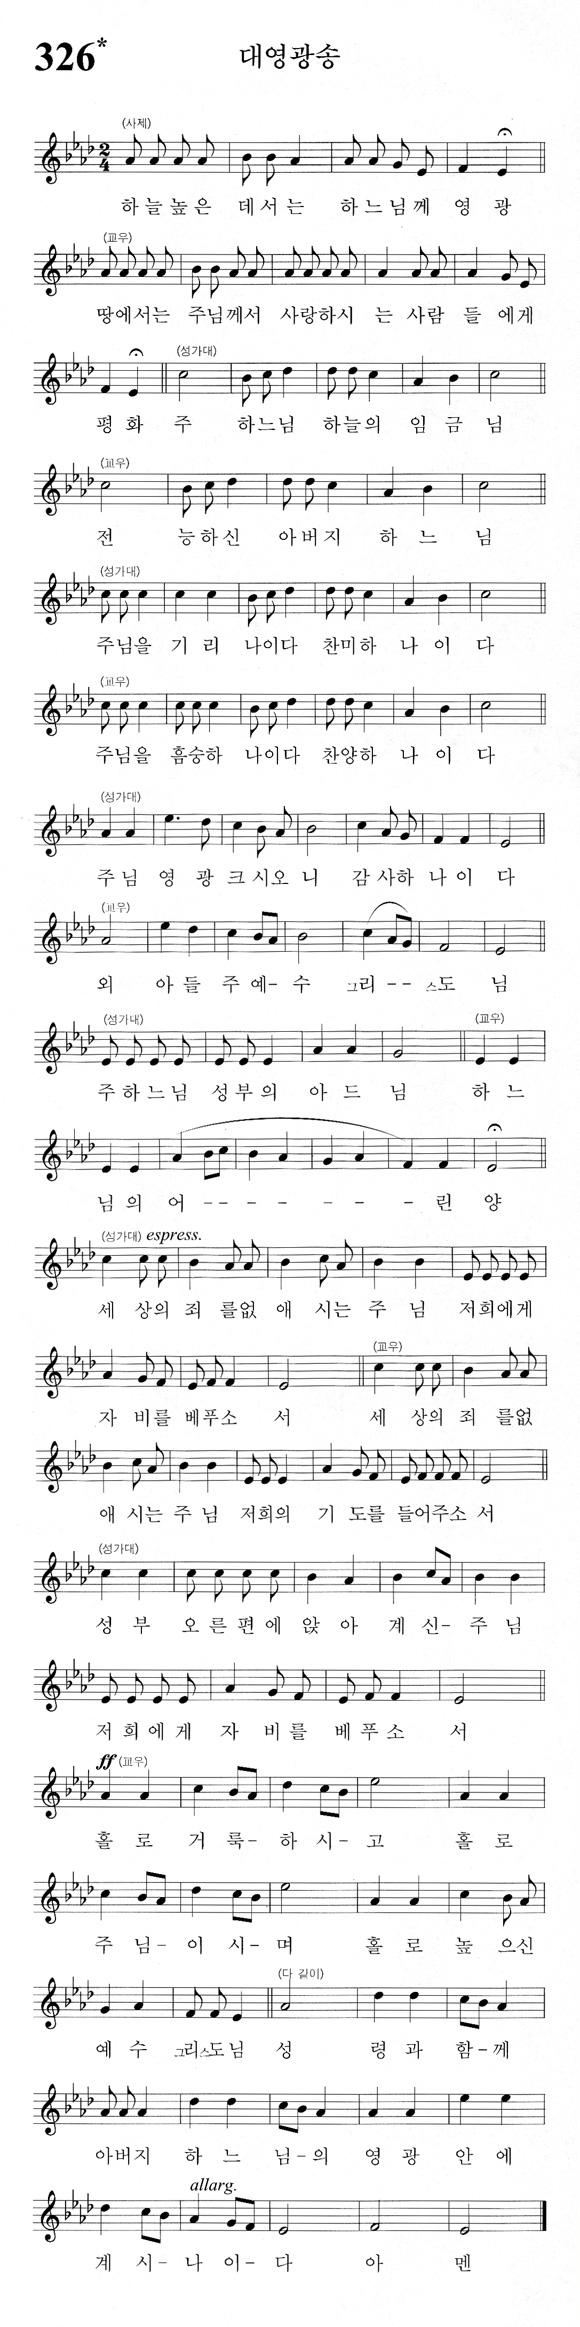 326* 대영광송
(사제)
하늘높은 데서는 하느님께 영 광
(교우)
땅에서는 주님께서 사랑하시 는 사람 들 에게
(성가대)
평 화 주 하느님 하늘의 임 금 님
(교우)
전 능하신 아버지 하 느 님
(성가대)
주님을 기 리 나이다 찬미하 나 이 다
(교우)
주님을 흠숭하 나이다 찬양하 나 이 다
(성가대)
주 님 영 광 크 시오 니 감 사하 나 이 다
(교우)
외 아 들 주 예- 수 그리 - - 스도 님
(성가대) (교우)
주하느님 성부의 아 드 님 하 느
님 의 어 - - - - - - - 린 양
(성가대) espress.
세 상의 죄 를없 애 시는 주 님 저희에게
(교우)
자 비를 베푸소 서 세 상의 죄 를없
애 시는 주 님 저희의 기 도를 들어주소 서
(성가대)
성 부 오 른 편 에 앉 아 계 신- 주 님
저 희 에 게 자 비 를 베 푸 소 서
ff (교우)
홀 로 거 룩- 하 시- 고 홀 로
주 님- 이 시- 며 홀 로 높 으신
(다 같이)
예 수 그리스도님 성 령 과 함-께
아버지 하 느 님-의 영 광 안 에
allarg.
계 시- 나 이- 다 아 멘